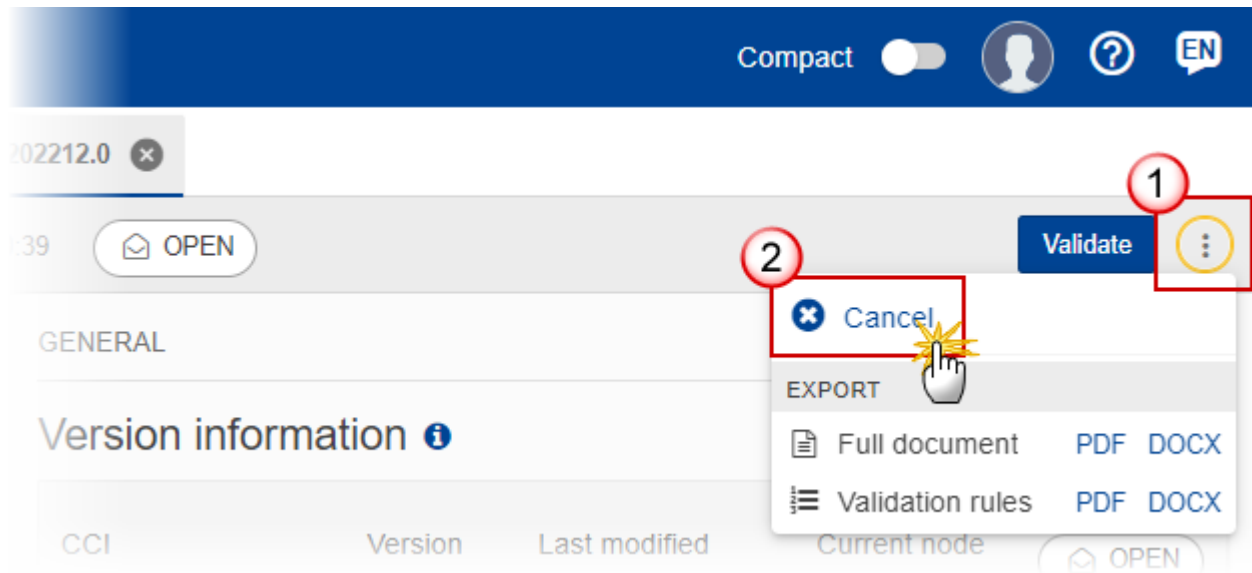 Compact EN
202212.0
1
:39 OPEN Validate
2
Cancel
GENERAL
EXPORT
Version information
Full document PDF DOCX
Validation rules PDF DOCX
CCI Version Last modified Current node OPEN